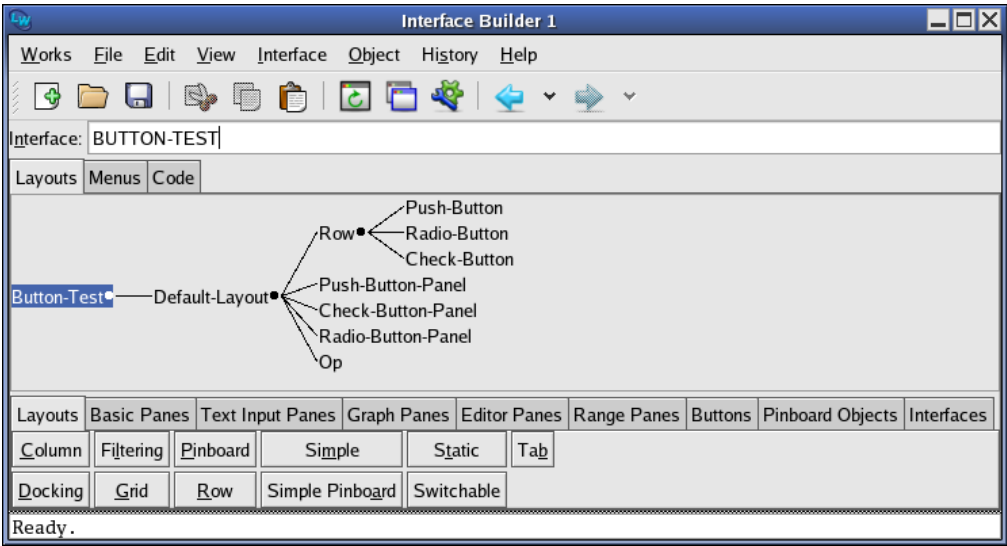 LW Interface Builder 1
Works File Edit View Interface Object History Help
Interface: BUTTON-TEST
Layouts Menus Code
Push-Button
Row Radio-Button
Check-Button
Push-Button-Panel
Button-Test Default-Layout
Check-Button-Panel
Radio-Button-Panel
Op
Layouts Basic Panes Text Input Panes Graph Panes Editor Panes Range Panes Buttons Pinboard Objects Interfaces
Column Filtering Pinboard Simple Static Tab
Docking Grid Row Simple Pinboard Switchable
Ready.